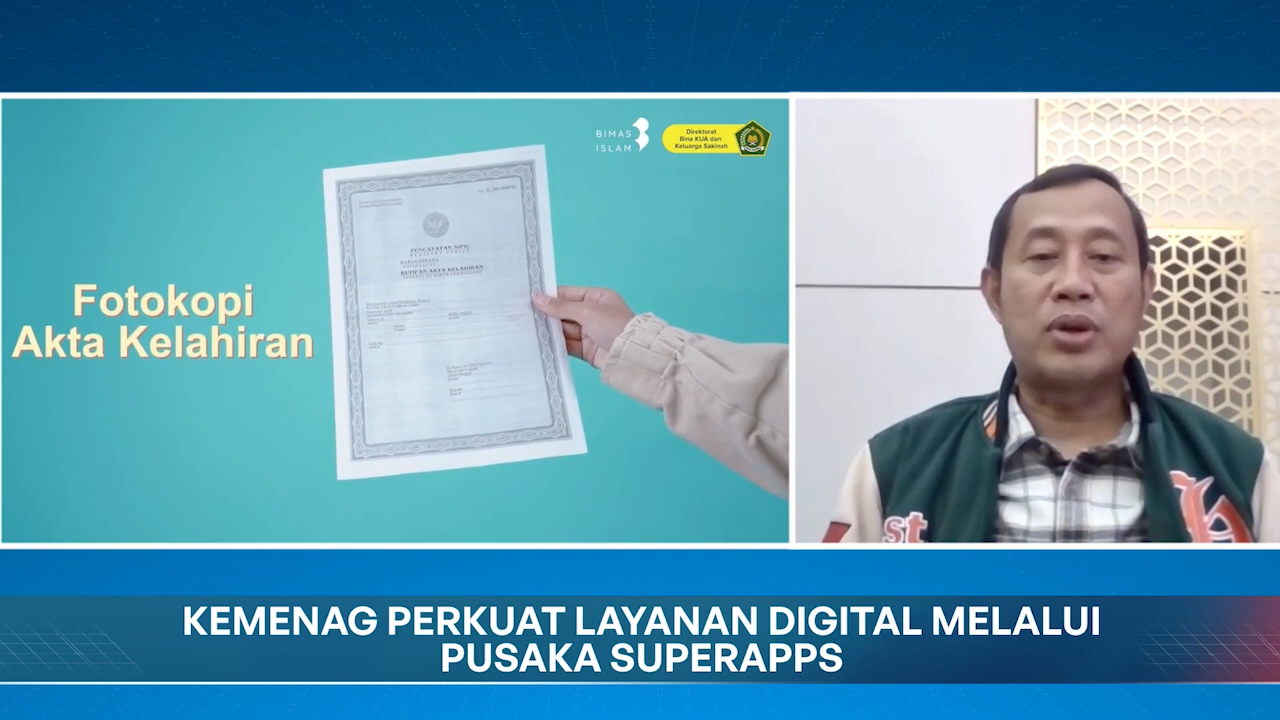 BIMAS
ISLAM
Direktorat
Bina KUA dan
Keluarga Sakinah
Fotokopi
Akta Kelahiran
PENCATATAN SIPIL
KUTIPAN AKTA KELAHIRAN
st
KEMENAG PERKUAT LAYANAN DIGITAL MELALUI
PUSAKA SUPERAPPS